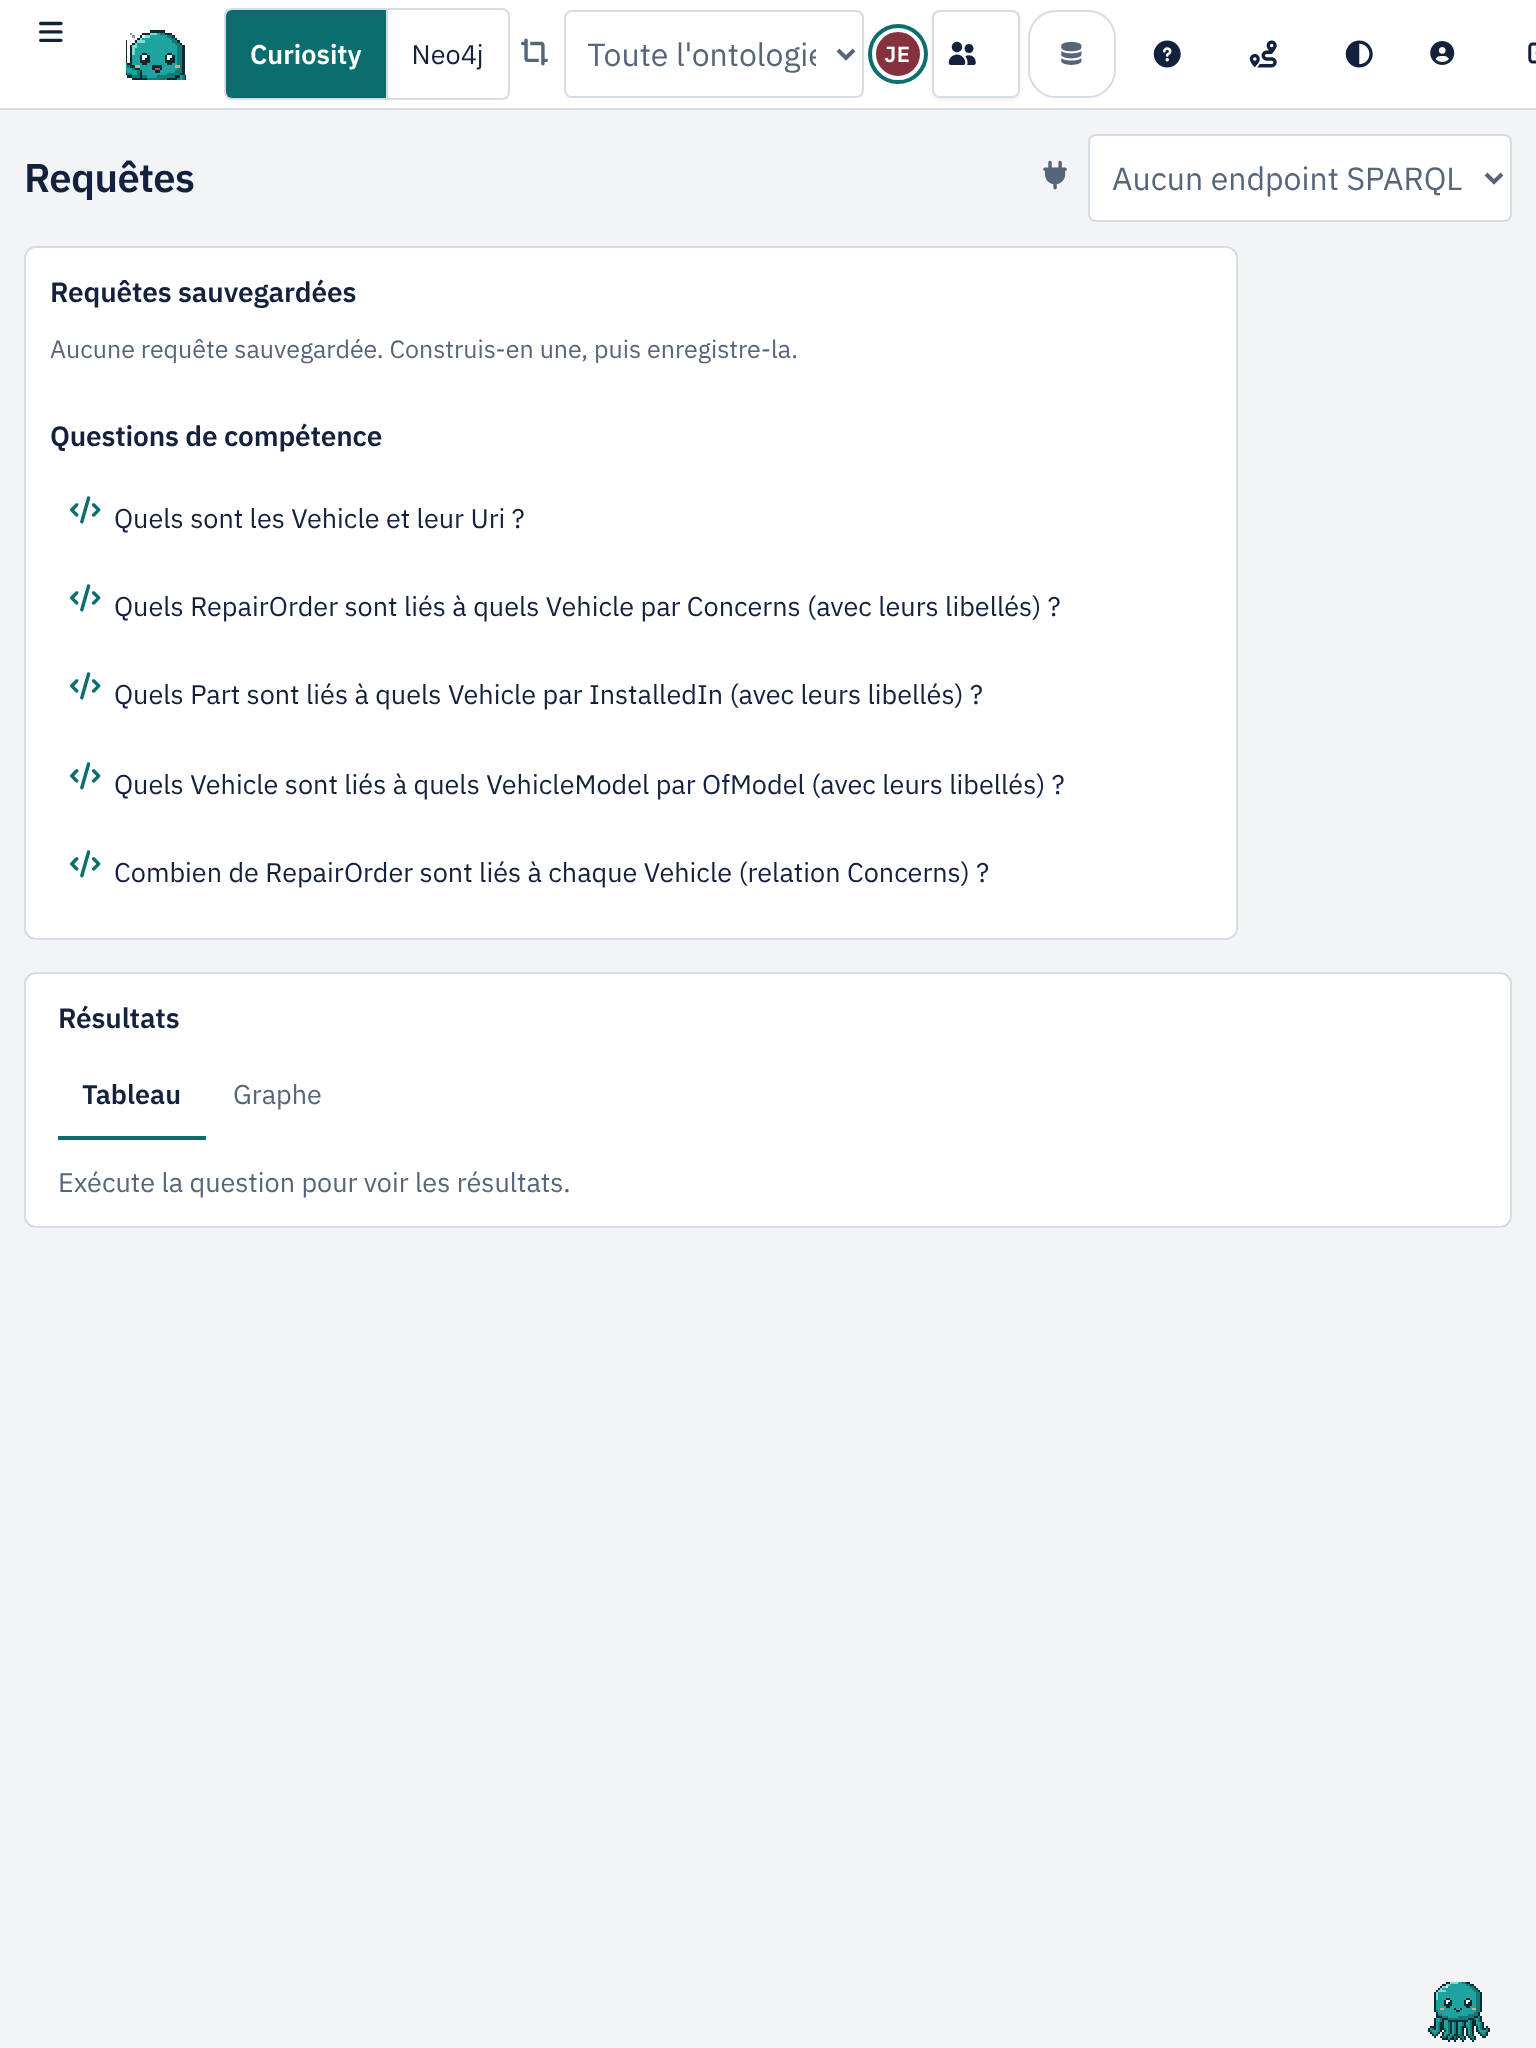 Curiosity
Neo4j
Toute l'ontologie
JE
Requêtes
Aucun endpoint SPARQL
Requêtes sauvegardées
Aucune requête sauvegardée. Construis-en une, puis enregistre-la.
Questions de compétence
Quels sont les Vehicle et leur Uri ?
Quels RepairOrder sont liés à quels Vehicle par Concerns (avec leurs libellés) ?
Quels Part sont liés à quels Vehicle par InstalledIn (avec leurs libellés) ?
Quels Vehicle sont liés à quels VehicleModel par OfModel (avec leurs libellés) ?
Combien de RepairOrder sont liés à chaque Vehicle (relation Concerns) ?
Résultats
Tableau
Graphe
Exécute la question pour voir les résultats.